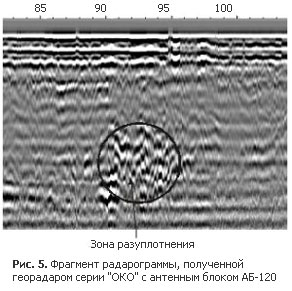 85 90 95 100
Зона разуплотнения
Рис. 5. Фрагмент радарограммы, полученной
георадаром серии "ОКО" с антенным блоком АБ-120